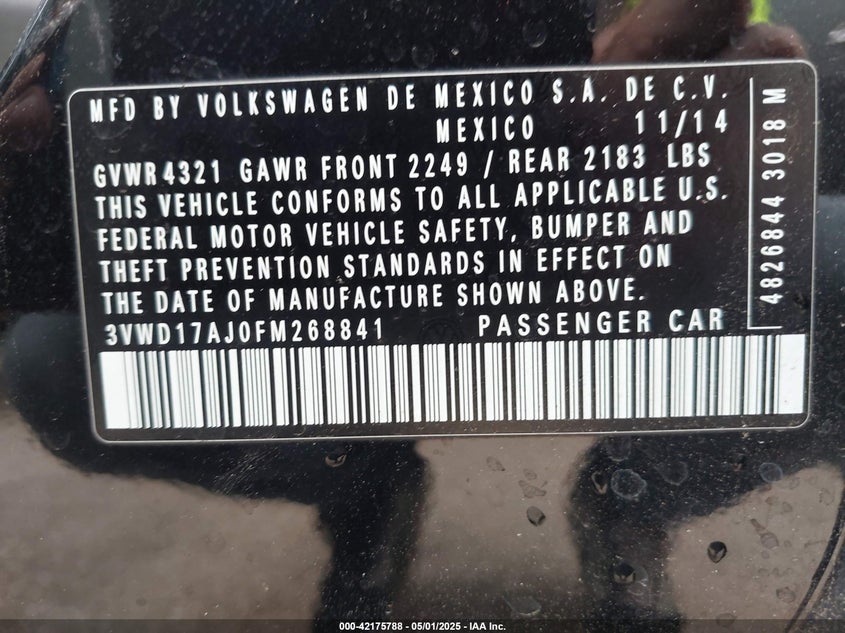 MFD BY VOLKSWAGEN DE MEXICO S.A. DE C.V.
MEXICO 11/14
GVWR 4321 GAWR FRONT 2249 / REAR 2183 LBS
THIS VEHICLE CONFORMS TO ALL APPLICABLE U.S.
FEDERAL MOTOR VEHICLE SAFETY, BUMPER AND
THEFT PREVENTION STANDARDS IN EFFECT ON
THE DATE OF MANUFACTURE SHOWN ABOVE.
3VWD17AJ0FM268841 PASSENGER CAR
4826844 3018 M
000-42175788 - 05/01/2025 - IAA Inc.